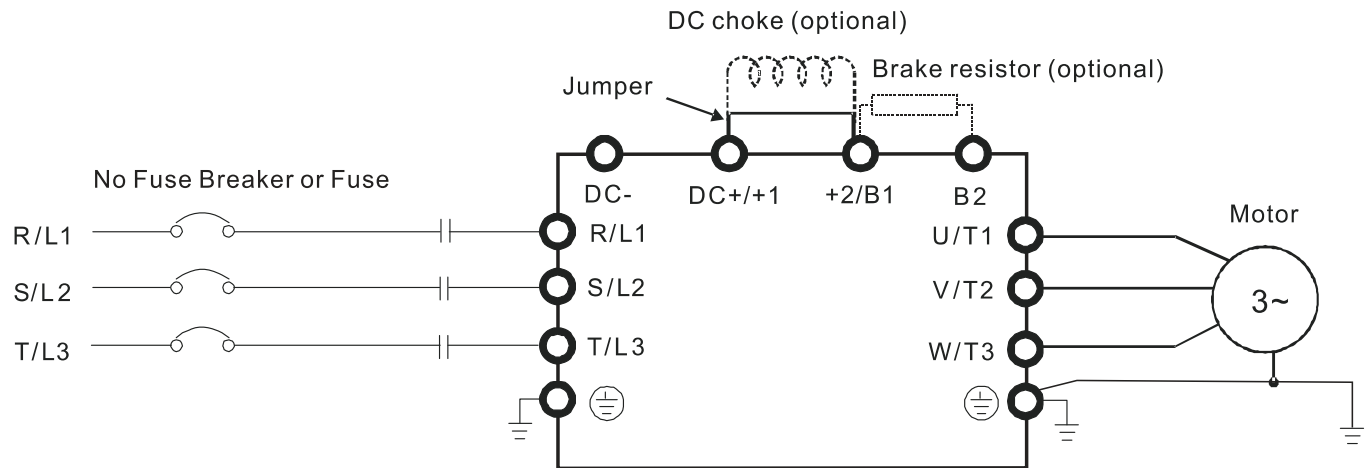 DC choke (optional)
Jumper
Brake resistor (optional)
No Fuse Breaker or Fuse
DC-
DC+/+1
+2/B1
B2
Motor
R/L1
R/L1
U/T1
S/L2
S/L2
V/T2
3~
T/L3
T/L3
W/T3